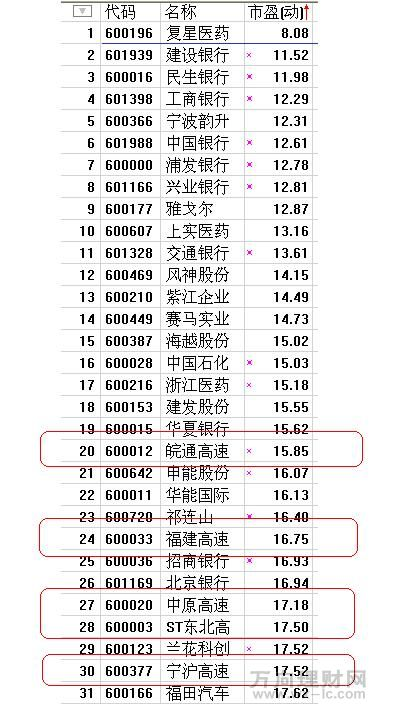 代码 名称 市盈(动)↑
1 600196 复星医药 8.08
2 601939 建设银行 × 11.52
3 600016 民生银行 × 11.98
4 601398 工商银行 × 12.29
5 600366 宁波韵升 12.31
6 601988 中国银行 × 12.61
7 600000 浦发银行 × 12.78
8 601166 兴业银行 × 12.81
9 600177 雅戈尔 12.87
10 600607 上实医药 13.16
11 601328 交通银行 × 13.61
12 600469 风神股份 14.15
13 600210 紫江企业 14.49
14 600449 赛马实业 14.73
15 600387 海越股份 15.02
16 600028 中国石化 × 15.03
17 600216 浙江医药 × 15.18
18 600153 建发股份 15.55
19 600015 华夏银行 15.62
20 600012 皖通高速 × 15.85
21 600642 申能股份 × 16.07
22 600011 华能国际 16.13
23 600720 祁连山 × 16.40
24 600033 福建高速 16.75
25 600036 招商银行 × 16.93
26 601169 北京银行 16.94
27 600020 中原高速 17.18
28 600003 ST东北高 17.50
29 600123 兰花科创 × 17.52
30 600377 宁沪高速 17.52
31 600166 福田汽车 17.62
万尚理财网